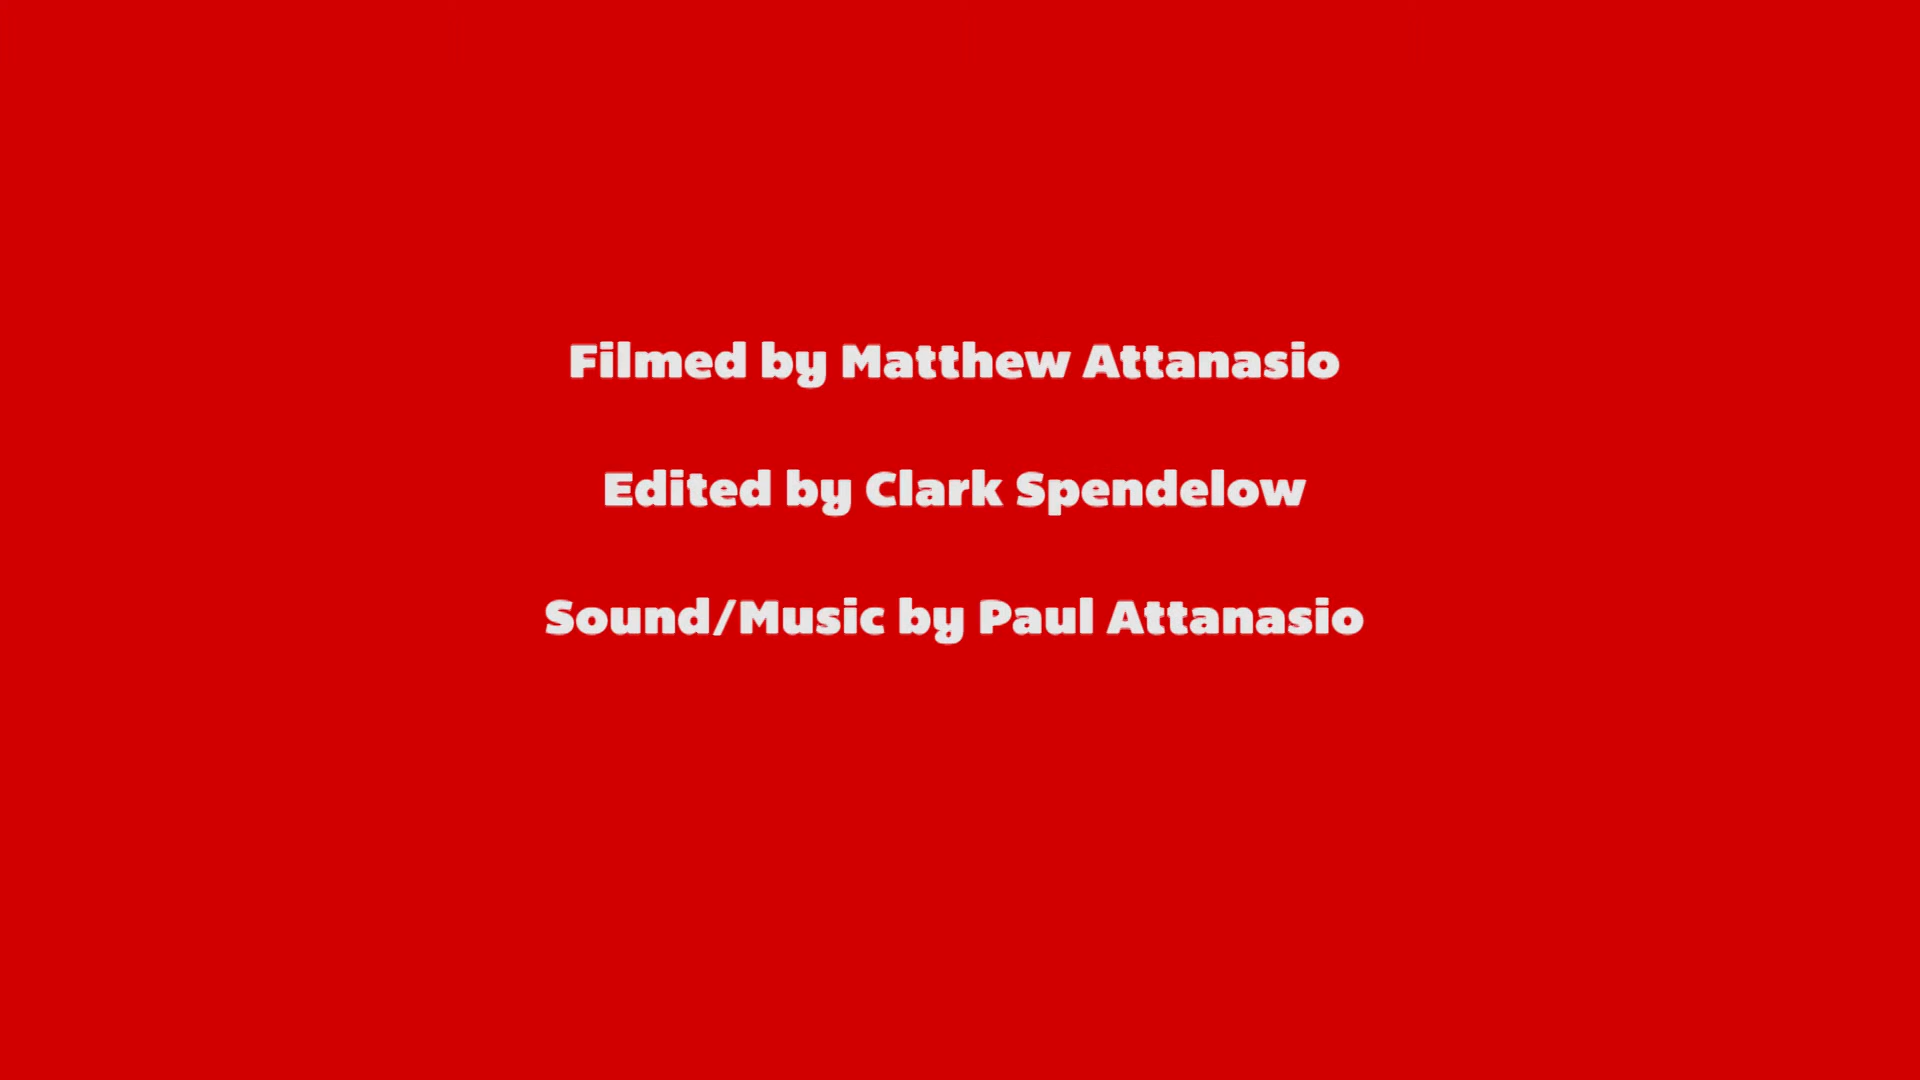 Filmed by Matthew Attanasio
Edited by Clark Spendelow
Sound/Music by Paul Attanasio